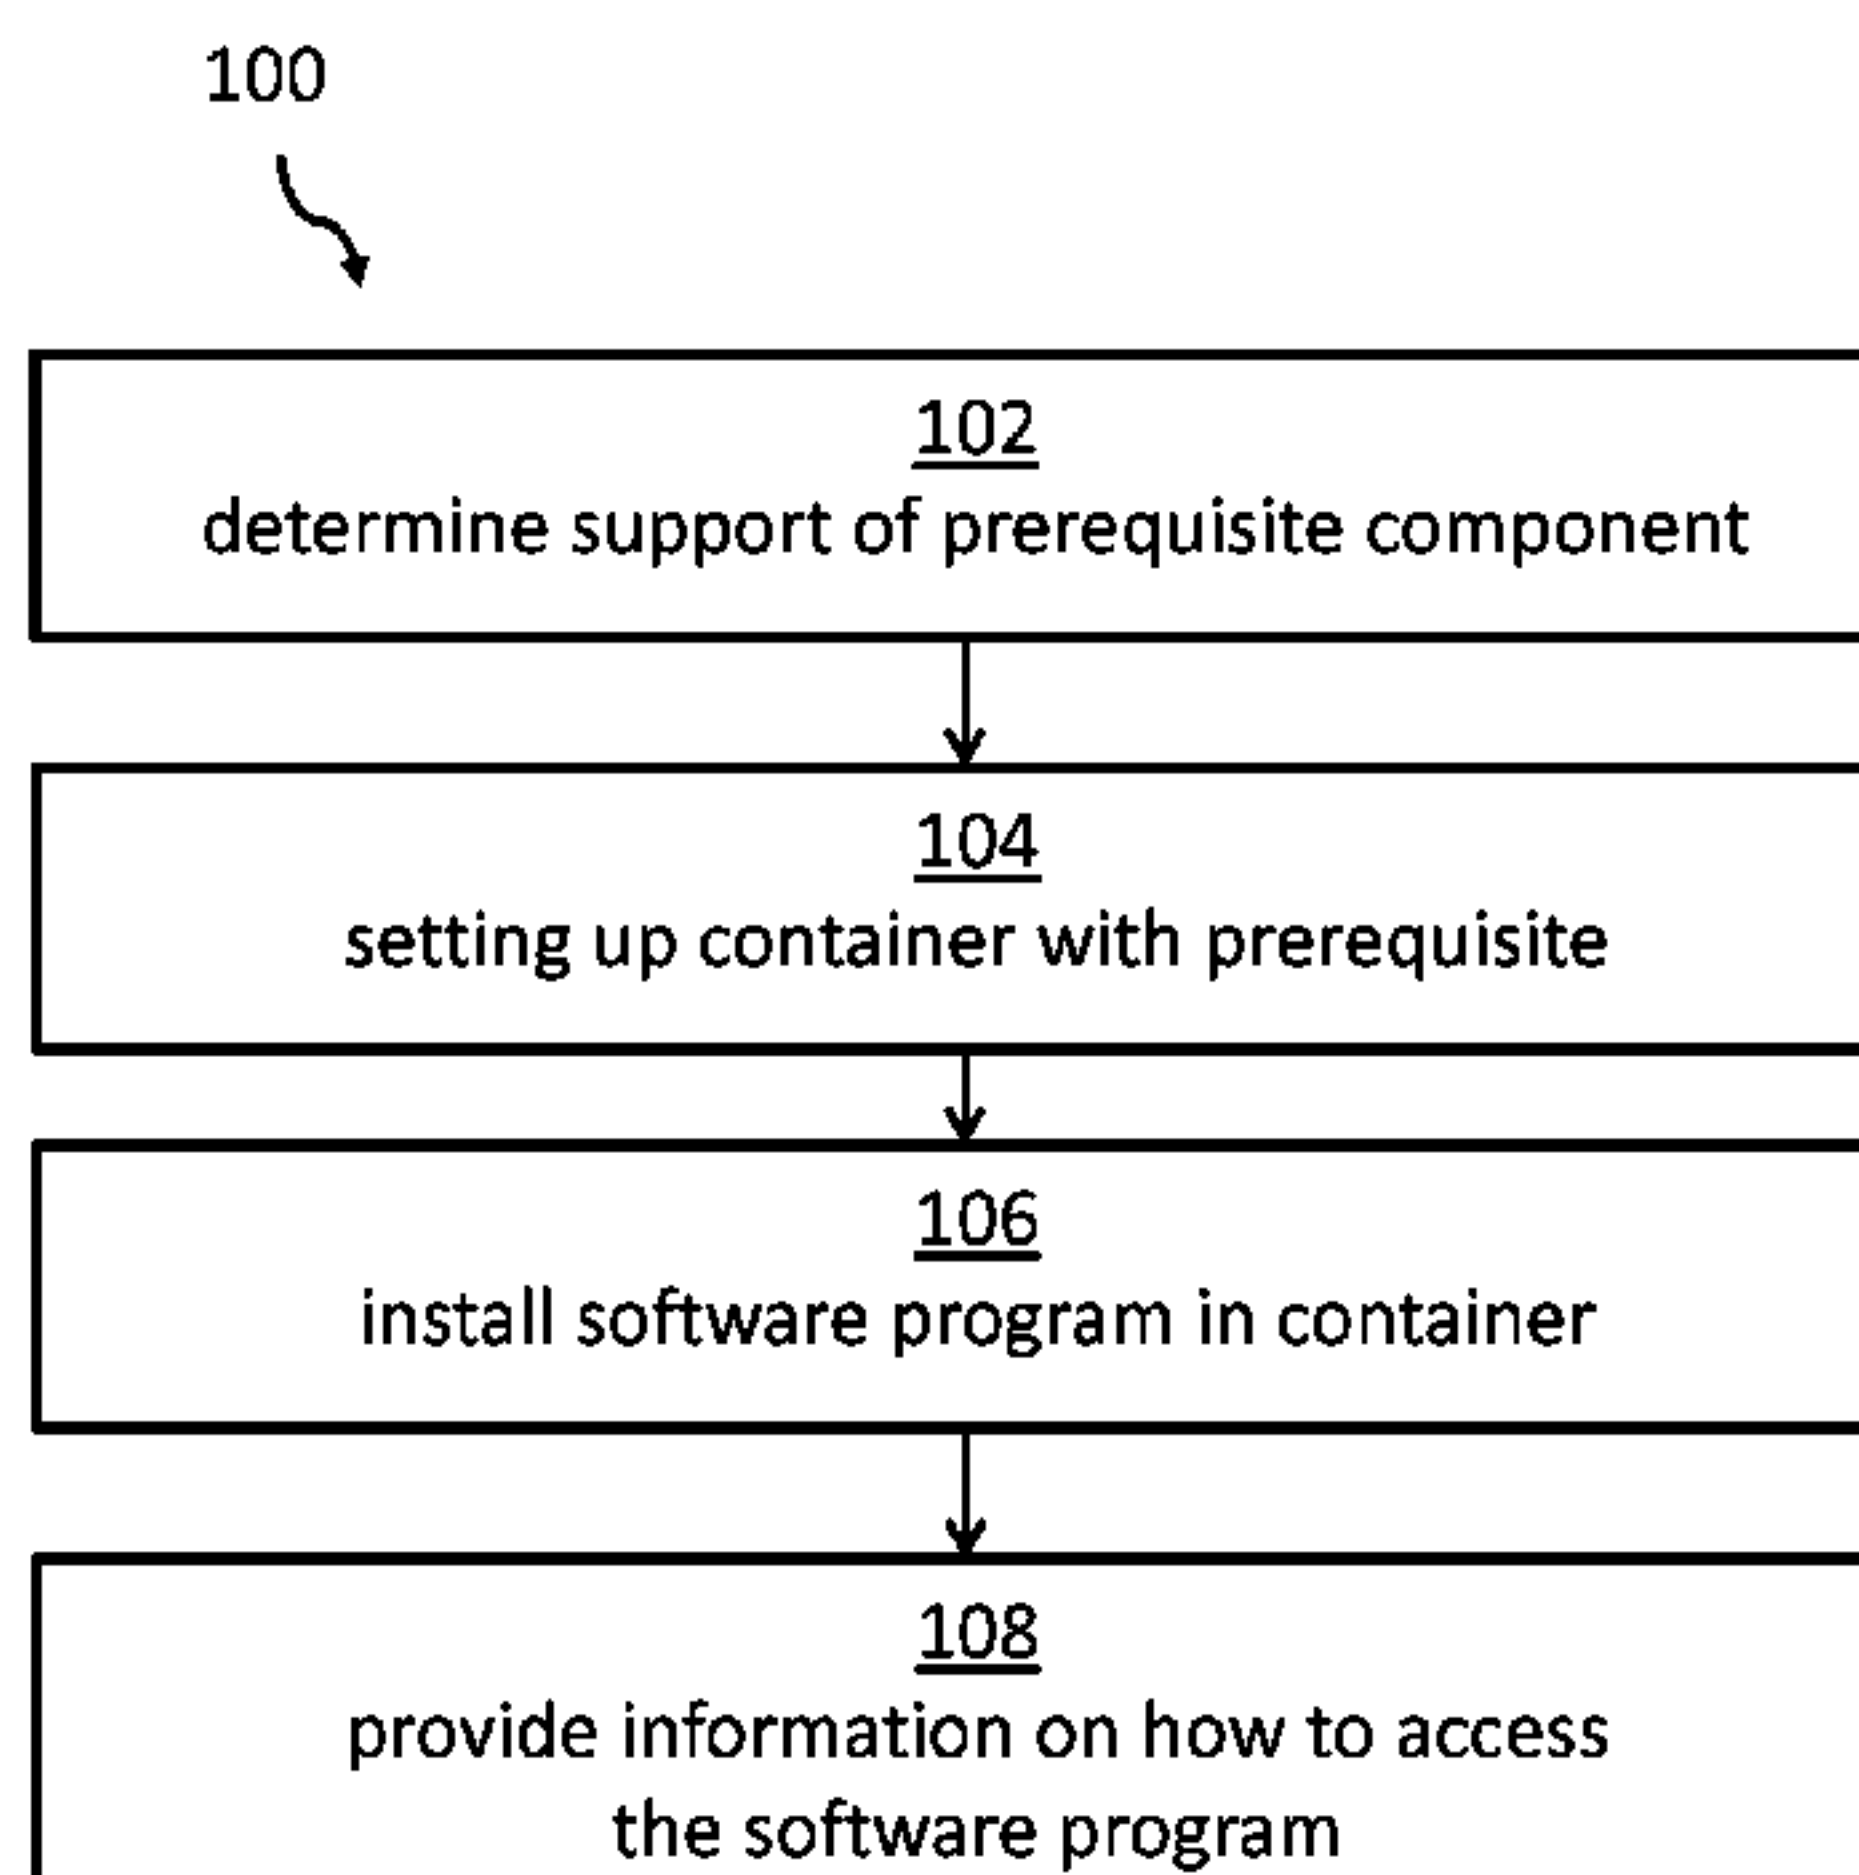 100
102
determine support of prerequisite component
104
setting up container with prerequisite
106
install software program in container
108
provide information on how to access
the software program